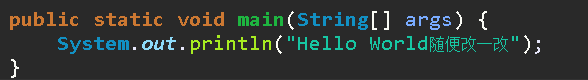 public static void main(String[] args) {
    System.out.println("Hello World随便改一改");
}